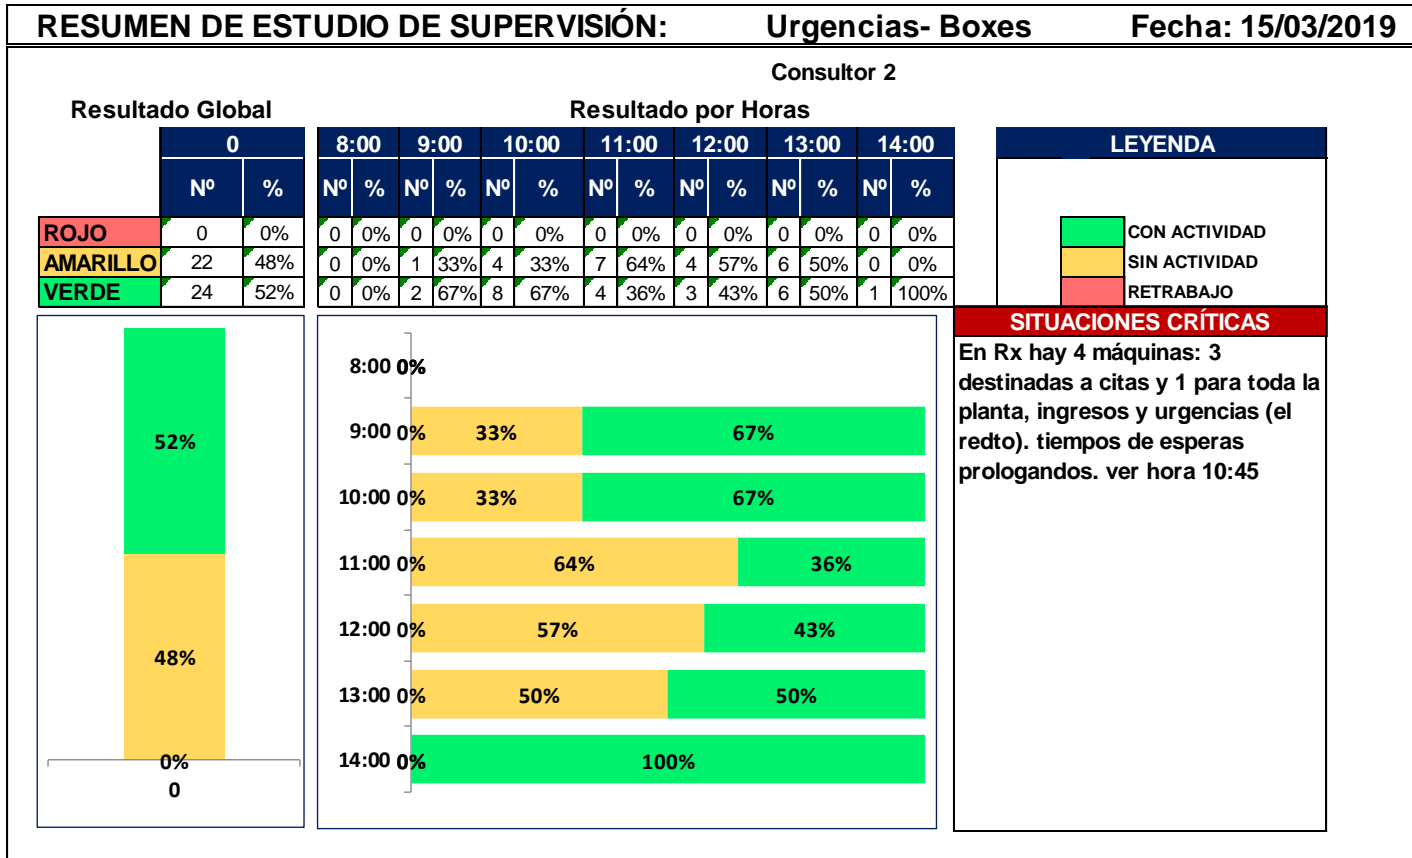 RESUMEN DE ESTUDIO DE SUPERVISIÓN: Urgencias- Boxes Fecha: 15/03/2019
Consultor 2
Resultado Global Resultado por Horas
0 8:00 9:00 10:00 11:00 12:00 13:00 14:00 LEYENDA
Nº % Nº % Nº % Nº % Nº % Nº % Nº % Nº %
ROJO 0 0% 0 0% 0 0% 0 0% 0 0% 0 0% 0 0% 0 0% CON ACTIVIDAD
AMARILLO 22 48% 0 0% 1 33% 4 33% 7 64% 4 57% 6 50% 0 0% SIN ACTIVIDAD
VERDE 24 52% 0 0% 2 67% 8 67% 4 36% 3 43% 6 50% 1 100% RETRABAJO
SITUACIONES CRÍTICAS
En Rx hay 4 máquinas: 3
destinadas a citas y 1 para toda la
planta, ingresos y urgencias (el
redto). tiempos de esperas
prologandos. ver hora 10:45
52%
48%
0%
0
8:00 0%
9:00 0% 33% 67%
10:00 0% 33% 67%
11:00 0% 64% 36%
12:00 0% 57% 43%
13:00 0% 50% 50%
14:00 0% 100%